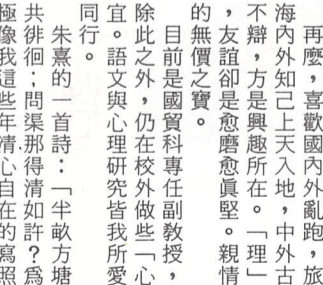 再麼，喜歡國內外亂跑，旅
海內外知己上天入地，中外古
不辯，方是興趣所在。「理」
，友誼卻是愈磨愈眞堅。親情
的無價之寶。
目前是國貿科專任副教授，
除此之外，仍在校外做些「心
宜。語文與心理研究皆我所愛
同行。
朱熹的一首詩：「半畝方塘
共徘徊；問渠那得清如許？爲
極像我這些年清心自在的寫照